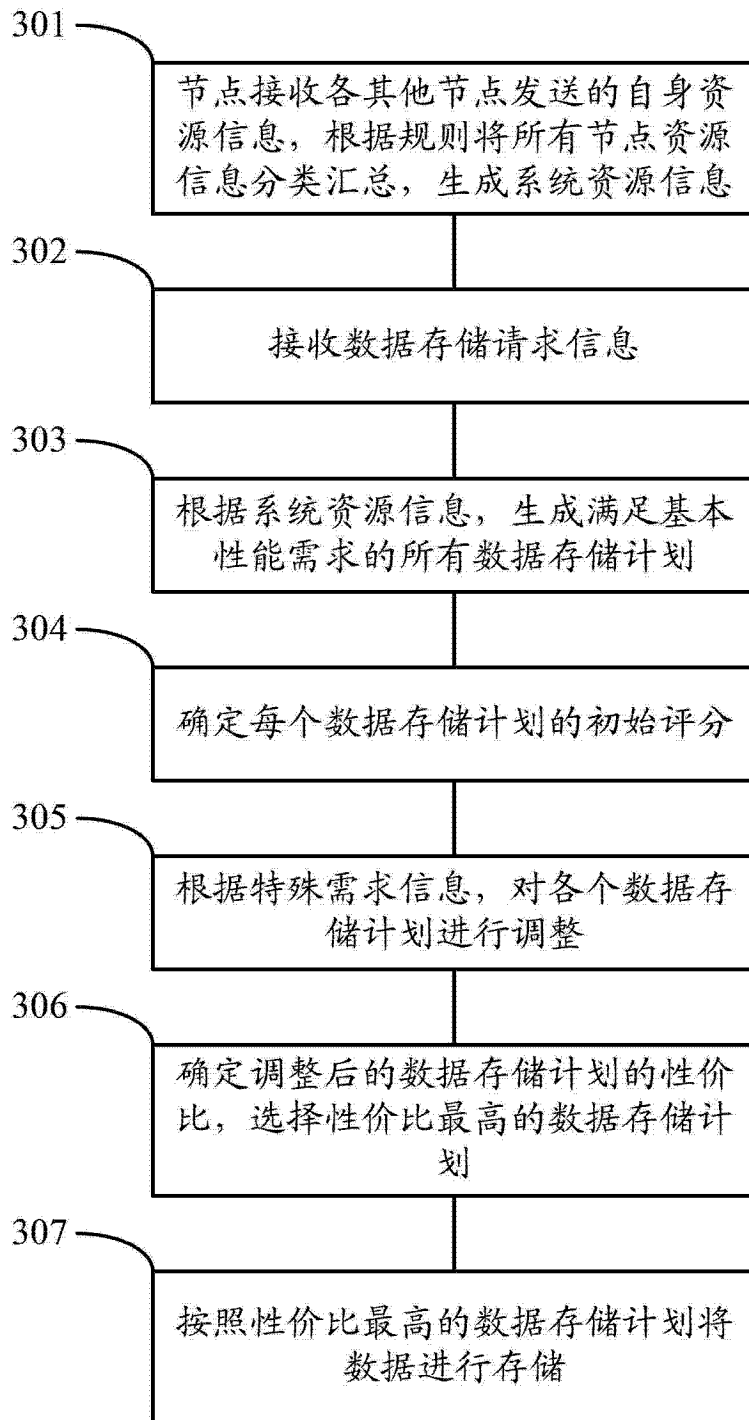 301
节点接收各其他节点发送的自身资
源信息，根据规则将所有节点资源
信息分类汇总，生成系统资源信息
302
接收数据存储请求信息
303
根据系统资源信息，生成满足基本
性能需求的所有数据存储计划
304
确定每个数据存储计划的初始评分
305
根据特殊需求信息，对各个数据存
储计划进行调整
306
确定调整后的数据存储计划的性价
比，选择性价比最高的数据存储计
划
307
按照性价比最高的数据存储计划将
数据进行存储